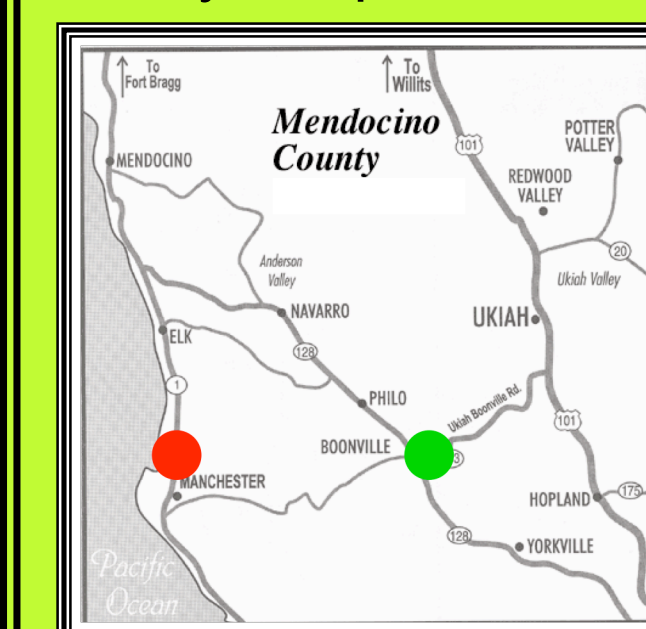 To
Fort Bragg
To
Willits
Mendocino
County
101
POTTER
VALLEY
MENDOCINO
REDWOOD
VALLEY
20
Anderson
Valley
Ukiah Valley
NAVARRO
UKIAH
ELK
128
1
PHILO
Ukiah Boonville Rd.
101
BOONVILLE
3
MANCHESTER
HOPLAND
175
128
YORKVILLE
Pacific
Ocean